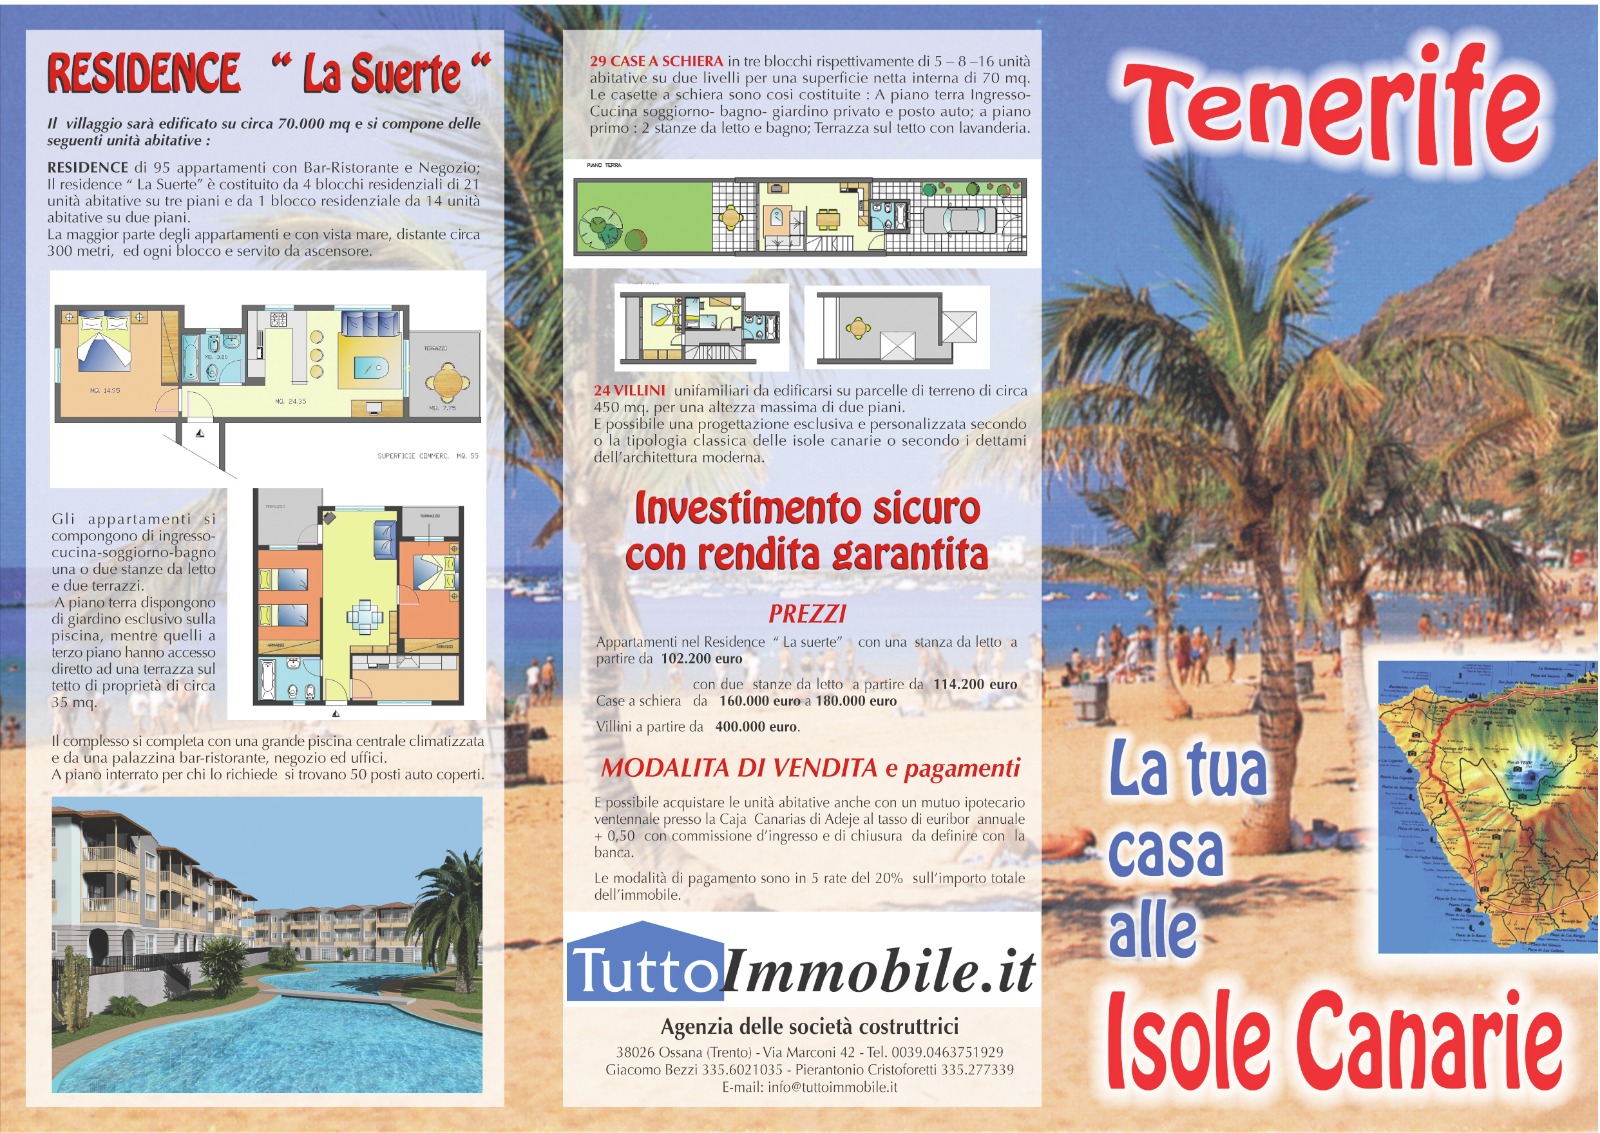 RESIDENCE “ La Suerte “
Il villaggio sarà edificato su circa 70.000 mq e si compone delle
seguenti unità abitative :
RESIDENCE di 95 appartamenti con Bar-Ristorante e Negozio;
Il residence “ La Suerte” è costituito da 4 blocchi residenziali di 21
unità abitative su tre piani e da 1 blocco residenziale da 14 unità
abitative su due piani.
La maggior parte degli appartamenti e con vista mare, distante circa
300 metri, ed ogni blocco e servito da ascensore.
TERRAZZO
MQ. 14.95
MQ. 24.35
MQ. 7.75
SUPERFICIE COMMERC. MQ. 55
Gli appartamenti si
compongono di ingresso-
cucina-soggiorno-bagno
una o due stanze da letto
e due terrazzi.
A piano terra dispongono
di giardino esclusivo sulla
piscina, mentre quelli a
terzo piano hanno accesso
diretto ad una terrazza sul
tetto di proprietà di circa
35 mq.
TERRAZZO
TERRAZZO
Il complesso si completa con una grande piscina centrale climatizzata
e da una palazzina bar-ristorante, negozio ed uffici.
A piano interrato per chi lo richiede si trovano 50 posti auto coperti.
29 CASE A SCHIERA in tre blocchi rispettivamente di 5 – 8 –16 unità
abitative su due livelli per una superficie netta interna di 70 mq.
Le casette a schiera sono cosi costituite : A piano terra Ingresso-
Cucina soggiorno- bagno- giardino privato e posto auto; a piano
primo : 2 stanze da letto e bagno; Terrazza sul tetto con lavanderia.
PIANO TERRA
24 VILLINI unifamiliari da edificarsi su parcelle di terreno di circa
450 mq. per una altezza massima di due piani.
E possibile una progettazione esclusiva e personalizzata secondo
o la tipologia classica delle isole canarie o secondo i dettami
dell’architettura moderna.
Investimento sicuro
con rendita garantita
PREZZI
Appartamenti nel Residence “ La suerte” con una stanza da letto a
partire da 102.200 euro
con due stanze da letto a partire da 114.200 euro
Case a schiera da 160.000 euro a 180.000 euro
Villini a partire da 400.000 euro.
MODALITA DI VENDITA e pagamenti
E possibile acquistare le unità abitative anche con un mutuo ipotecario
ventennale presso la Caja Canarias di Adeje al tasso di euribor annuale
+ 0,50 con commissione d’ingresso e di chiusura da definire con la
banca.
Le modalità di pagamento sono in 5 rate del 20% sull’importo totale
dell’immobile.
TuttoImmobile.it
Agenzia delle società costruttrici
38026 Ossana (Trento) - Via Marconi 42 - Tel. 0039.0463751929
Giacomo Bezzi 335.6021035 - Pierantonio Cristoforetti 335.277339
E-mail: info@tuttoimmobile.it
Tenerife
La tua
casa
alle
Isole Canarie